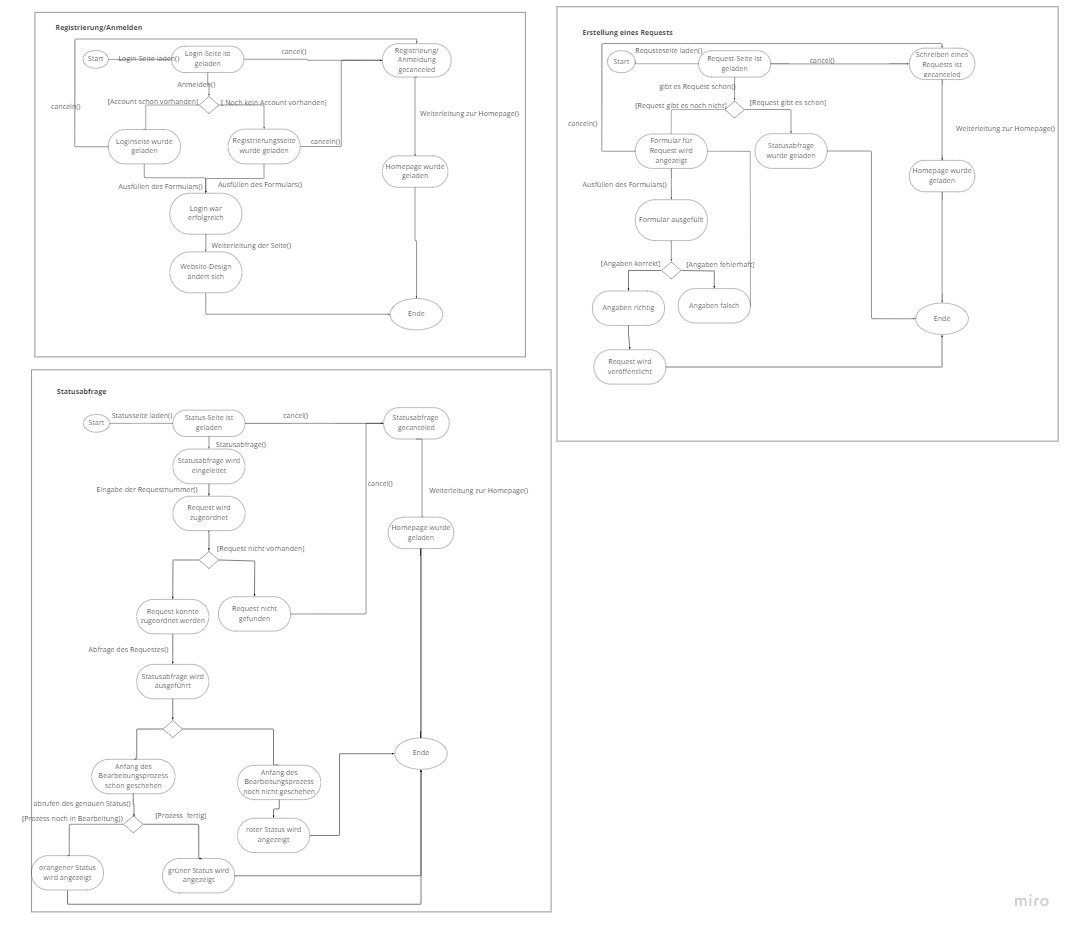 Registrierung/Anmelden
Start
Login-Seite laden()
Login-Seite ist
geladen
cancel()
Registrieung/
Anmeldung
gecanceled
Anmelden()
[Account schon vorhanden]
[ Noch kein Account vorhanden]
canceln()
Loginseite wurde
geladen
Registrierungsseite
wurde geladen
canceln()
Weiterleitung zur Homepage()
Homepage wurde
geladen
Ausfüllen des Formulars()
Ausfüllen des Formulars()
Login war
erfolgreich
Weiterleitung der Seite()
Website-Design
ändert sich
Ende
Erstellung eines Requests
Start
Requsteseite laden()
Request-Seite ist
geladen
cancel()
Schreiben eines
Requests ist
gecanceled
gibt es Request schon()
[Request gibt es noch nicht]
[Request gibt es schon]
canceln()
Formular für
Request wird
angezeigt
Statusabfrage
wurde geladen
Weiterleitung zur Homepage()
Homepage wurde
geladen
Ausfüllen des Formulars()
Formular ausgefüllt
[Angaben korrekt]
[Angaben fehlerhaft]
Angaben richtig
Angaben falsch
Ende
Request wird
veröffentlicht
Statusabfrage
Start
Statusseite laden()
Status-Seite ist
geladen
cancel()
Statusabfrage
gecanceled
Statusabfrage()
Statusabfrage wird
eingeleitet
Eingabe der Requestnummer()
Request wird
zugeordnet
cancel()
Weiterleitung zur Homepage()
Homepage wurde
geladen
[Request nicht vorhanden]
Request konnte
zugeordnet werden
Request nicht
gefunden
Abfrage des Requestes()
Statusabfrage wird
ausgeführt
Anfang des
Bearbeitungsprozess
schon geschehen
Anfang des
Bearbeitungsprozess
noch nicht geschehen
Ende
abrufen des genauen Status()
[Prozess noch in Bearbeitung])
[Prozess  fertig]
roter Status wird
angezeigt
orangener Status
wird angezeigt
grüner Status wird
angezeigt
miro